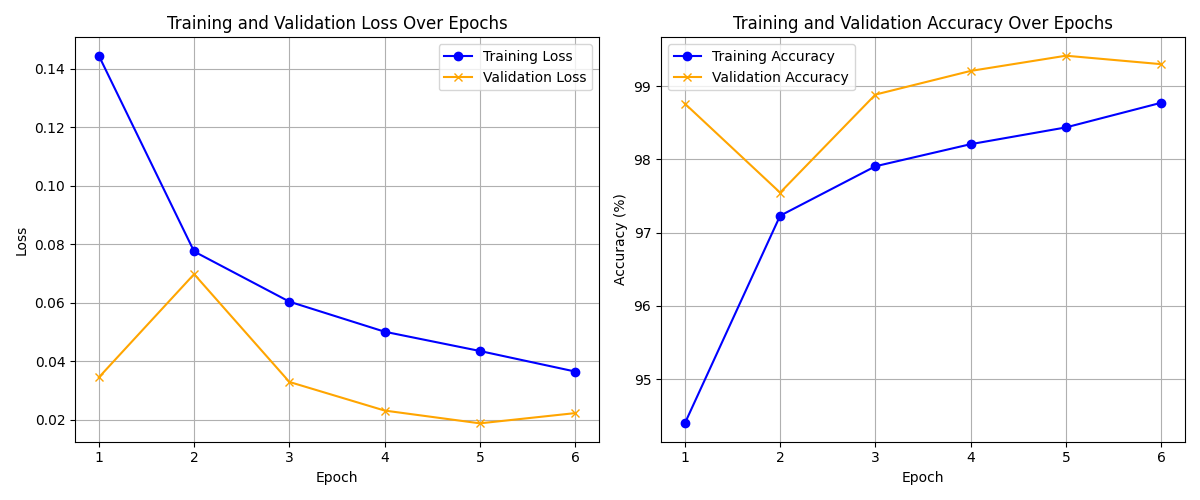 Training and Validation Loss Over Epochs
Training Loss
Validation Loss
0.14
0.12
0.10
0.08
0.06
0.04
0.02
Loss
1 2 3 4 5 6
Epoch
Training and Validation Accuracy Over Epochs
Training Accuracy
Validation Accuracy
99
98
97
96
95
Accuracy (%)
1 2 3 4 5 6
Epoch